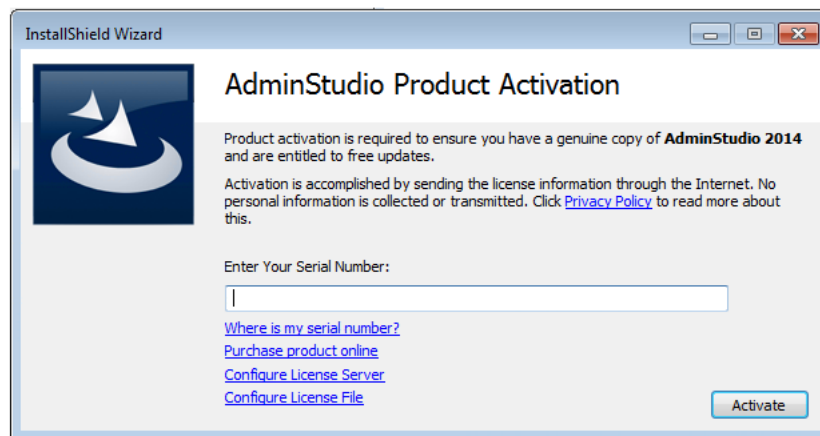 InstallShield Wizard
AdminStudio Product Activation
Product activation is required to ensure you have a genuine copy of AdminStudio 2014
and are entitled to free updates.
Activation is accomplished by sending the license information through the Internet. No
personal information is collected or transmitted. Click Privacy Policy to read more about
this.
Enter Your Serial Number:
Where is my serial number?
Purchase product online
Configure License Server
Configure License File
Activate